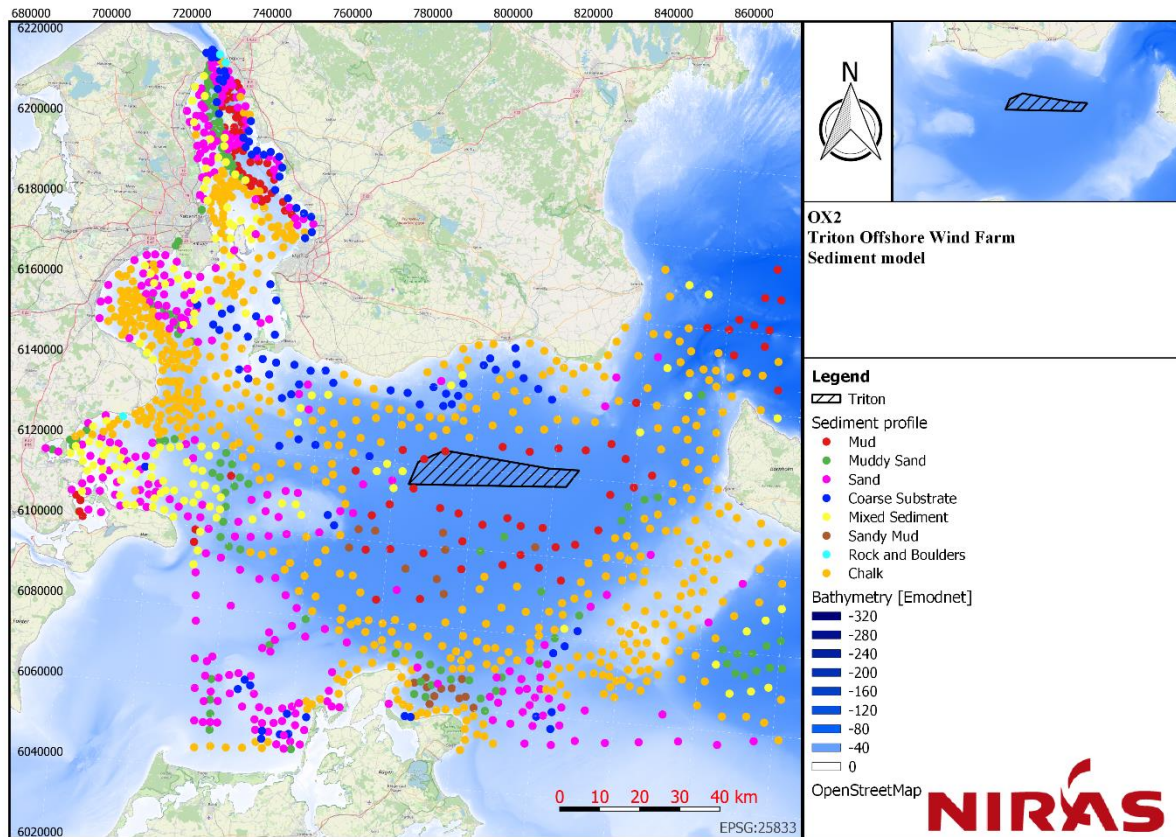 680000 700000 720000 740000 760000 780000 800000 820000 840000 860000
6220000
6200000
6180000
6160000
6140000
6120000
6100000
6080000
6060000
6040000
6020000
0 10 20 30 40 km
EPSG:25833
N
OX2
Triton Offshore Wind Farm
Sediment model
Legend
Triton
Sediment profile
Mud
Muddy Sand
Sand
Coarse Substrate
Mixed Sediment
Sandy Mud
Rock and Boulders
Chalk
Bathymetry [Emodnet]
-320
-280
-240
-200
-160
-120
-80
-40
0
OpenStreetMap
NIRAS